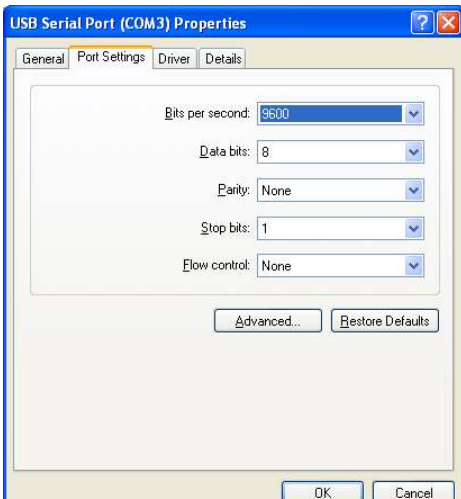 USB Serial Port (COM3) Properties
General Port Settings Driver Details
Bits per second: 9600
Data bits: 8
Parity: None
Stop bits: 1
Flow control: None
Advanced... Restore Defaults
OK Cancel